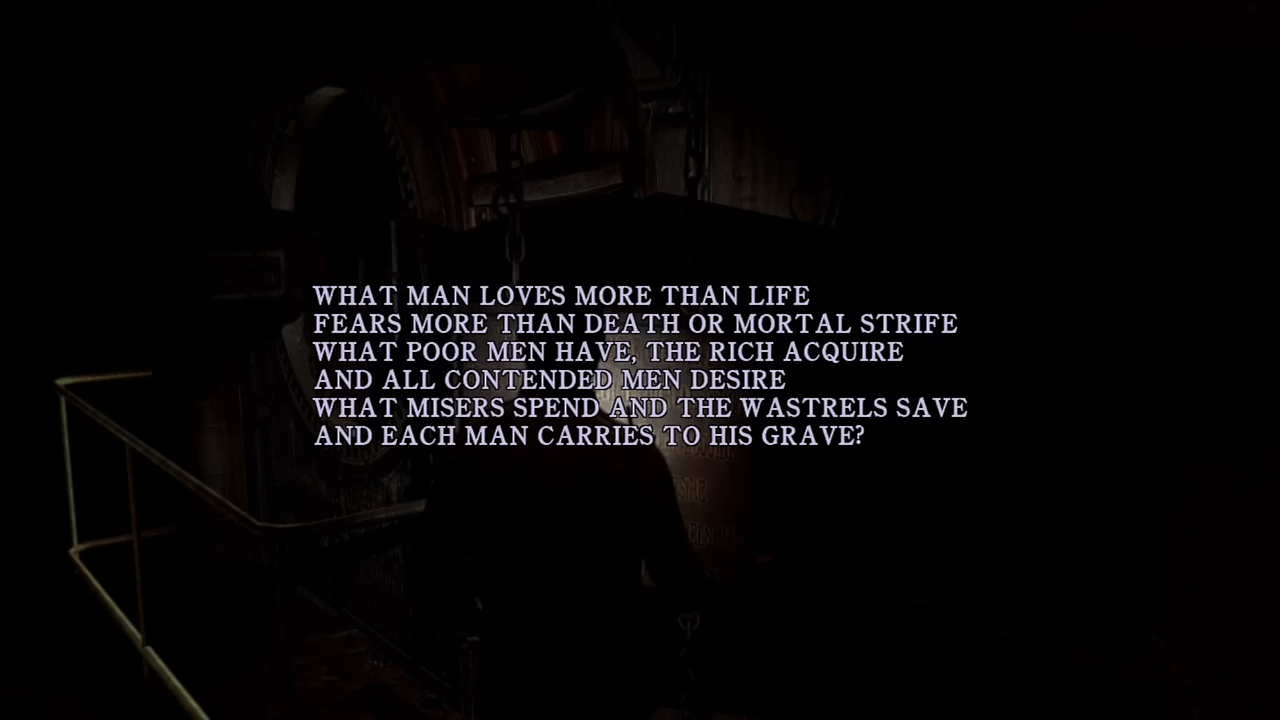 WHAT MAN LOVES MORE THAN LIFE
FEARS MORE THAN DEATH OR MORTAL STRIFE
WHAT POOR MEN HAVE, THE RICH ACQUIRE
AND ALL CONTENDED MEN DESIRE
WHAT MISERS SPEND AND THE WASTRELS SAVE
AND EACH MAN CARRIES TO HIS GRAVE?